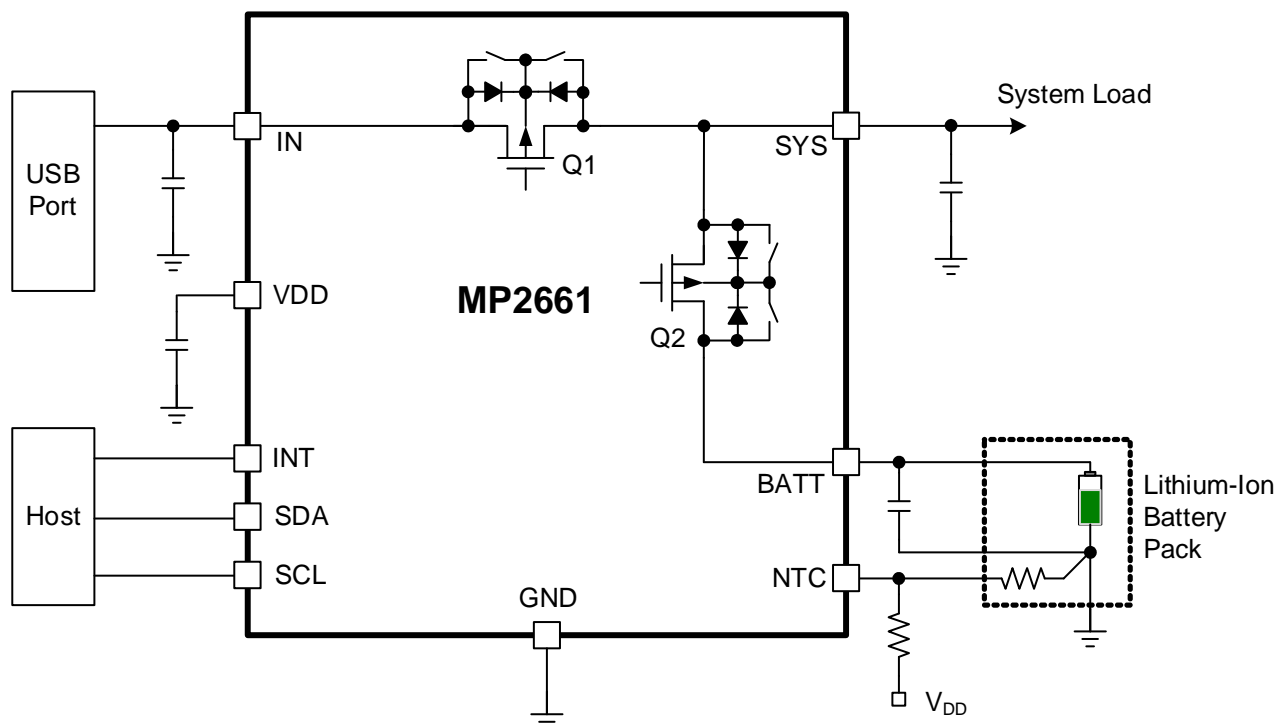 System Load
IN
Q1
SYS
USB
Port
VDD
MP2661
Q2
INT
BATT
Lithium-Ion
Battery
Pack
Host
SDA
SCL
NTC
GND
VDD